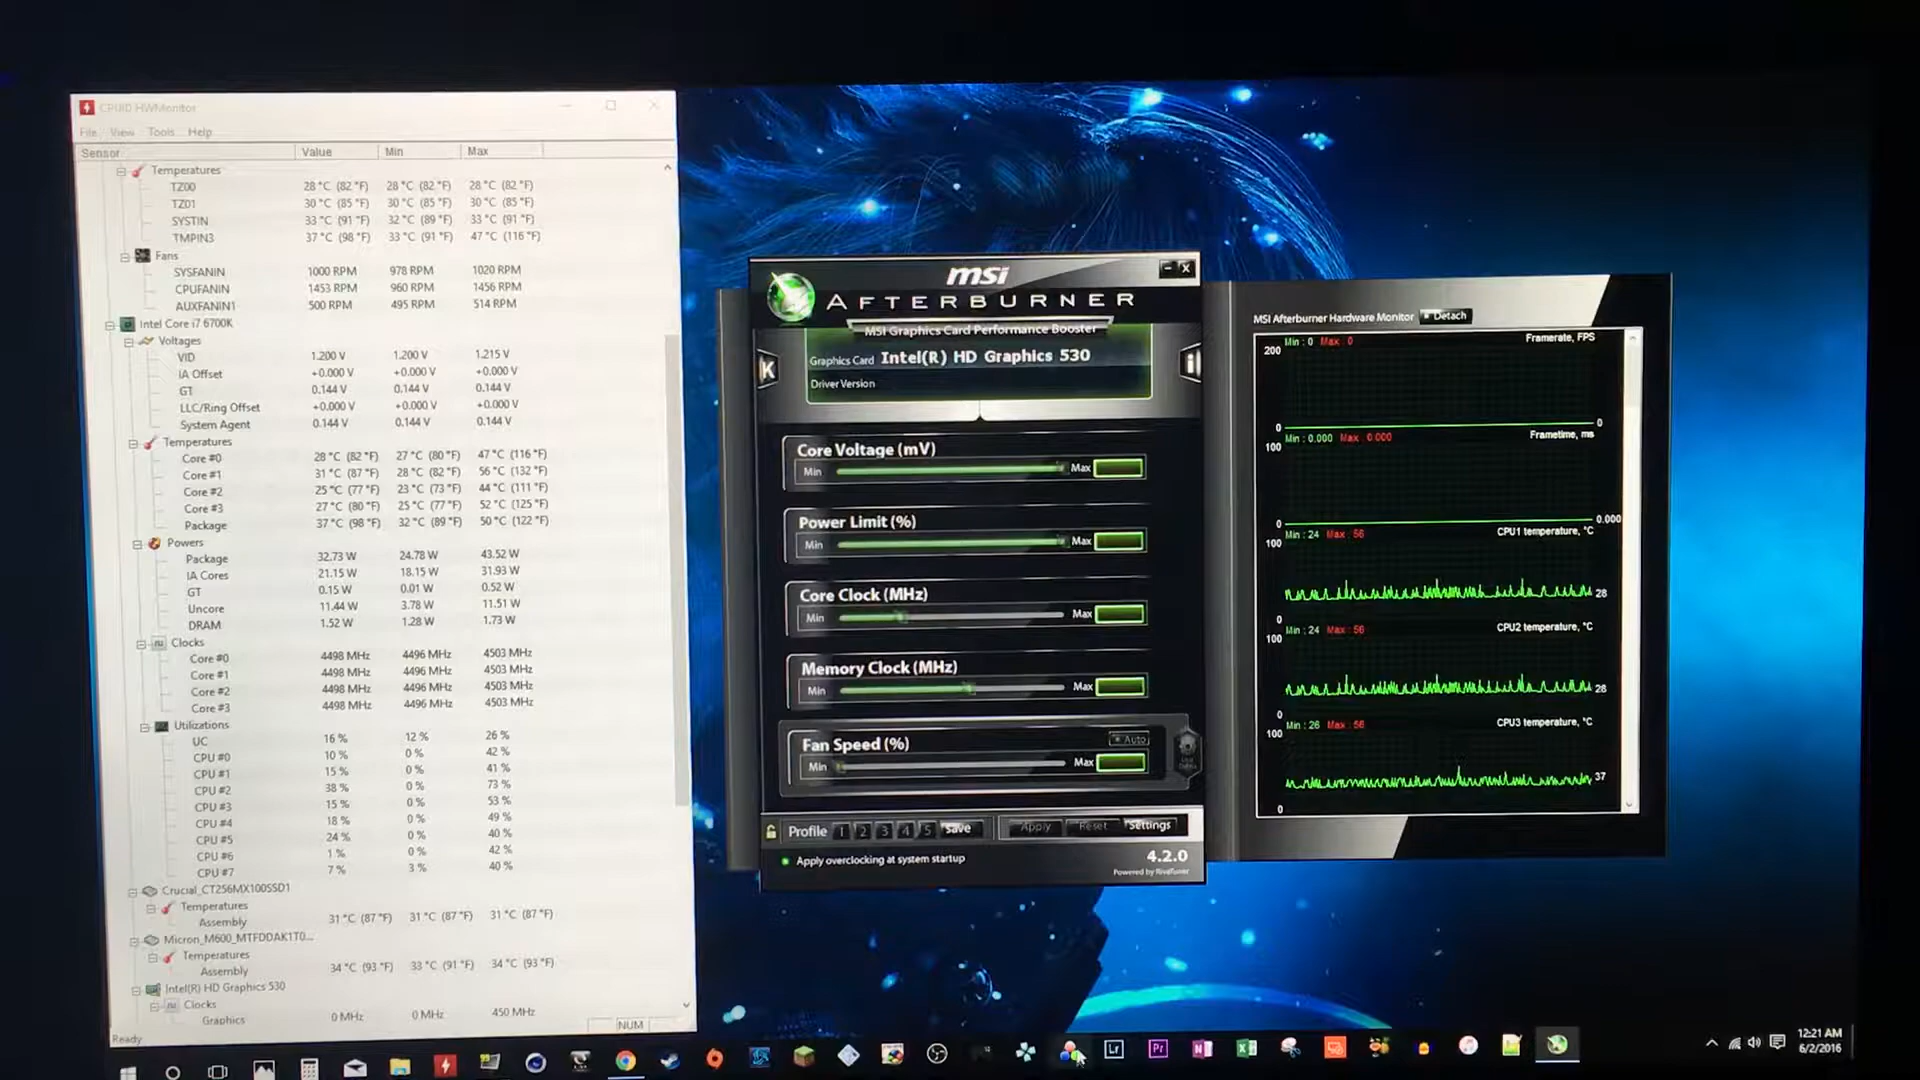 CPUID HWMonitor
File View Tools Help
Sensor Value Min Max
Temperatures
TZ00 28 °C (82 °F) 28 °C (82 °F) 28 °C (82 °F)
TZ01 30 °C (85 °F) 30 °C (85 °F) 30 °C (85 °F)
SYSTIN 33 °C (91 °F) 32 °C (89 °F) 33 °C (91 °F)
TMPIN3 37 °C (98 °F) 33 °C (91 °F) 47 °C (116 °F)
Fans
SYSFANIN 1000 RPM 978 RPM 1020 RPM
CPUFANIN 1453 RPM 960 RPM 1456 RPM
AUXFANIN1 500 RPM 495 RPM 514 RPM
Intel Core i7 6700K
Voltages
VID 1.200 V 1.200 V 1.215 V
IA Offset +0.000 V +0.000 V +0.000 V
GT 0.144 V 0.144 V 0.144 V
LLC/Ring Offset +0.000 V +0.000 V +0.000 V
System Agent 0.144 V 0.144 V 0.144 V
Temperatures
Core #0 28 °C (82 °F) 27 °C (80 °F) 47 °C (116 °F)
Core #1 31 °C (87 °F) 28 °C (82 °F) 56 °C (132 °F)
Core #2 25 °C (77 °F) 23 °C (73 °F) 44 °C (111 °F)
Core #3 27 °C (80 °F) 25 °C (77 °F) 52 °C (125 °F)
Package 37 °C (98 °F) 32 °C (89 °F) 50 °C (122 °F)
Powers
Package 32.73 W 24.78 W 43.52 W
IA Cores 21.15 W 18.15 W 31.93 W
GT 0.15 W 0.01 W 0.52 W
Uncore 11.44 W 3.78 W 11.51 W
DRAM 1.52 W 1.28 W 1.73 W
Clocks
Core #0 4498 MHz 4496 MHz 4503 MHz
Core #1 4498 MHz 4496 MHz 4503 MHz
Core #2 4498 MHz 4496 MHz 4503 MHz
Core #3 4498 MHz 4496 MHz 4503 MHz
Utilizations
UC 16 % 12 % 26 %
CPU #0 10 % 0 % 42 %
CPU #1 15 % 0 % 41 %
CPU #2 38 % 0 % 73 %
CPU #3 15 % 0 % 53 %
CPU #4 18 % 0 % 49 %
CPU #5 24 % 0 % 40 %
CPU #6 1 % 0 % 42 %
CPU #7 7 % 3 % 40 %
Crucial_CT256MX100SSD1
Temperatures
Assembly 31 °C (87 °F) 31 °C (87 °F) 31 °C (87 °F)
Micron_M600_MTFDDAK1T0...
Temperatures
Assembly 34 °C (93 °F) 33 °C (91 °F) 34 °C (93 °F)
Intel(R) HD Graphics 530
Clocks
Graphics 0 MHz 0 MHz 450 MHz
Ready NUM
msi
AFTERBURNER
MSI Graphics Card Performance Booster
Graphics Card Intel(R) HD Graphics 530
Driver Version
K i
Core Voltage (mV)
Min Max
Power Limit (%)
Min Max
Core Clock (MHz)
Min Max
Memory Clock (MHz)
Min Max
Fan Speed (%)
Auto
Min Max
Profile 1 2 3 4 5 Save Apply Reset Settings
Apply overclocking at system startup
4.2.0
Powered by RivaTuner
MSI Afterburner Hardware Monitor Detach
200 Min : 0 Max : 0 Framerate, FPS
0 0
100 Min : 0.000 Max : 0.000 Frametime, ms
0 0.000
100 Min : 24 Max : 56 CPU1 temperature, °C
28
0
100 Min : 24 Max : 56 CPU2 temperature, °C
28
0
100 Min : 26 Max : 56 CPU3 temperature, °C
37
0
Lr Pr
12:21 AM
6/2/2016